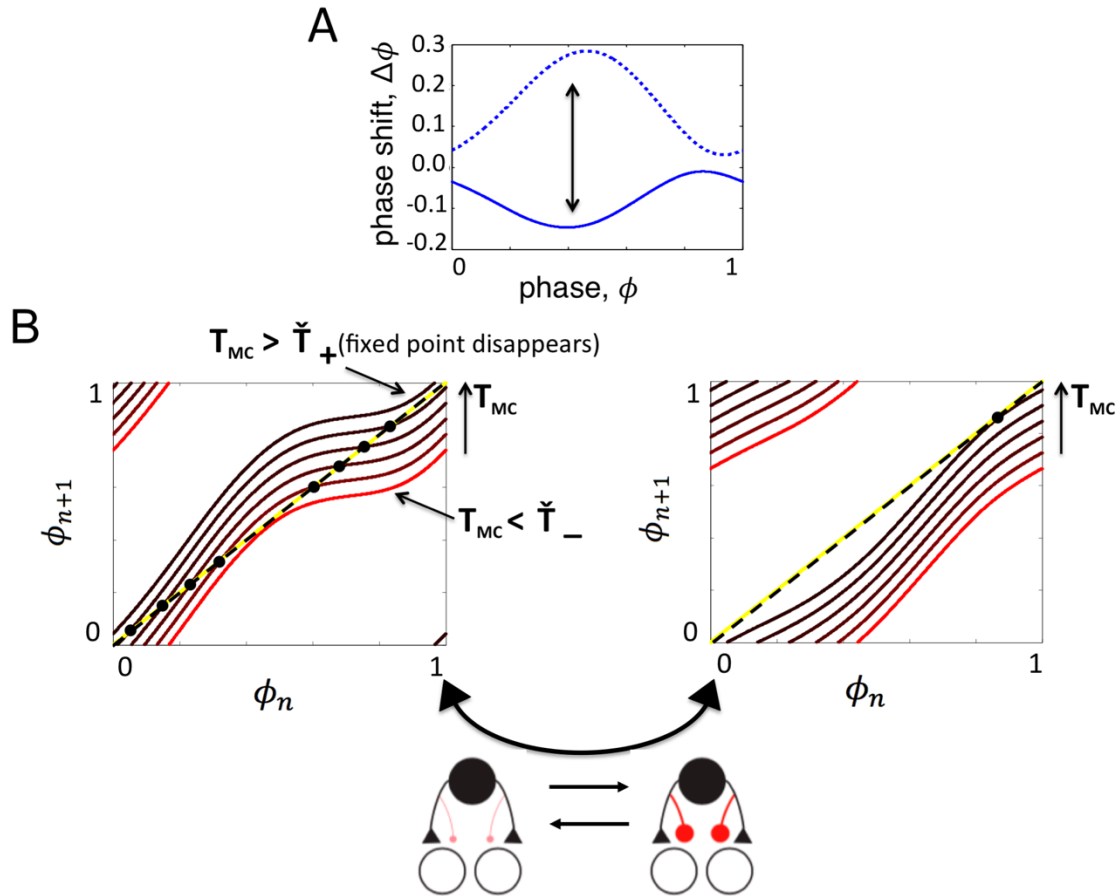 A
phase shift, Δϕ
0.3
0.2
0.1
0.0
-0.1
-0.2
0
1
phase, ϕ
B
T_MC > Ť_+ (fixed point disappears)
1
T_MC
ϕ_{n+1}
T_MC < Ť_−
0
0
1
ϕ_n
1
T_MC
ϕ_{n+1}
0
0
1
ϕ_n